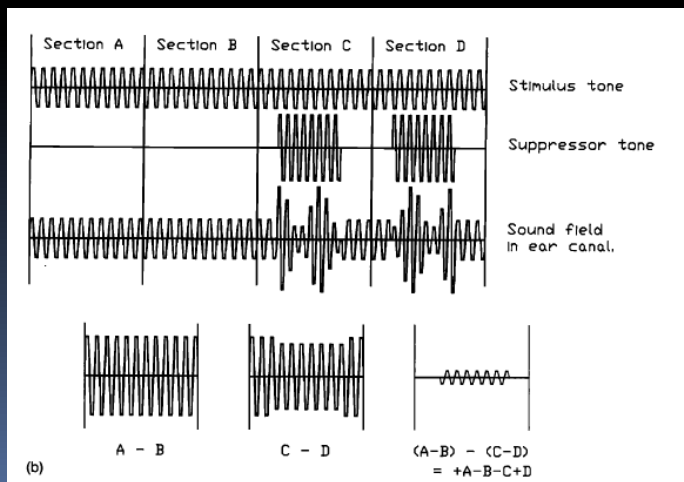 Section A Section B Section C Section D
Stimulus tone
Suppressor tone
Sound field
in ear canal.
A - B C - D (A-B) - (C-D)
= +A-B-C+D
(b)